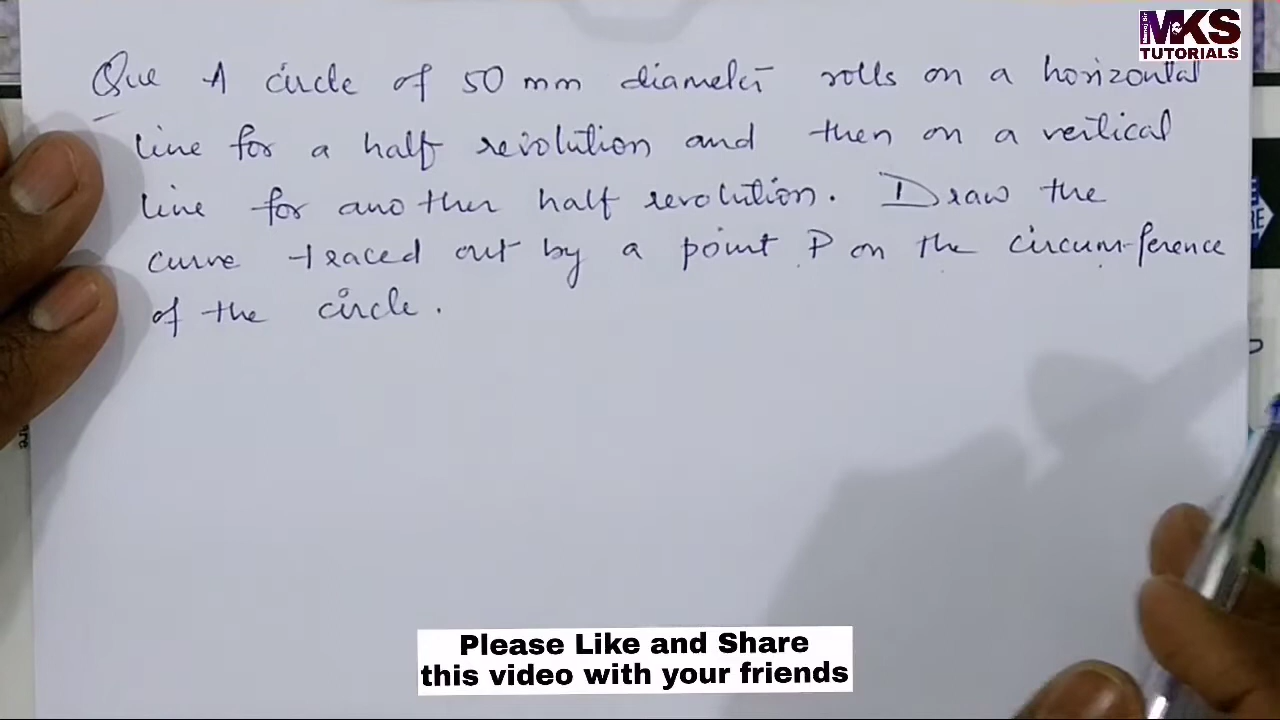 MKS
TUTORIALS
Que A circle of 50 mm diameter rolls on a horizontal
line for a half revolution and then on a vertical
line for another half revolution. Draw the
curve traced out by a point P on the circumference
of the circle.
Please Like and Share
this video with your friends